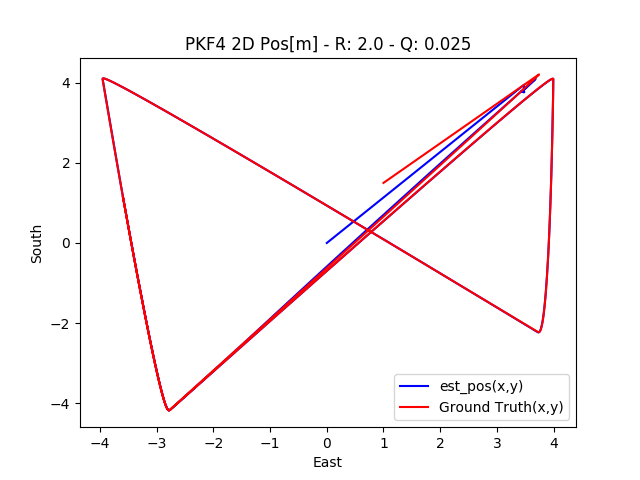 PKF4 2D Pos[m] - R: 2.0 - Q: 0.025
4
2
0
−2
−4
South
−4
−3
−2
−1
0
1
2
3
4
East
est_pos(x,y)
Ground Truth(x,y)